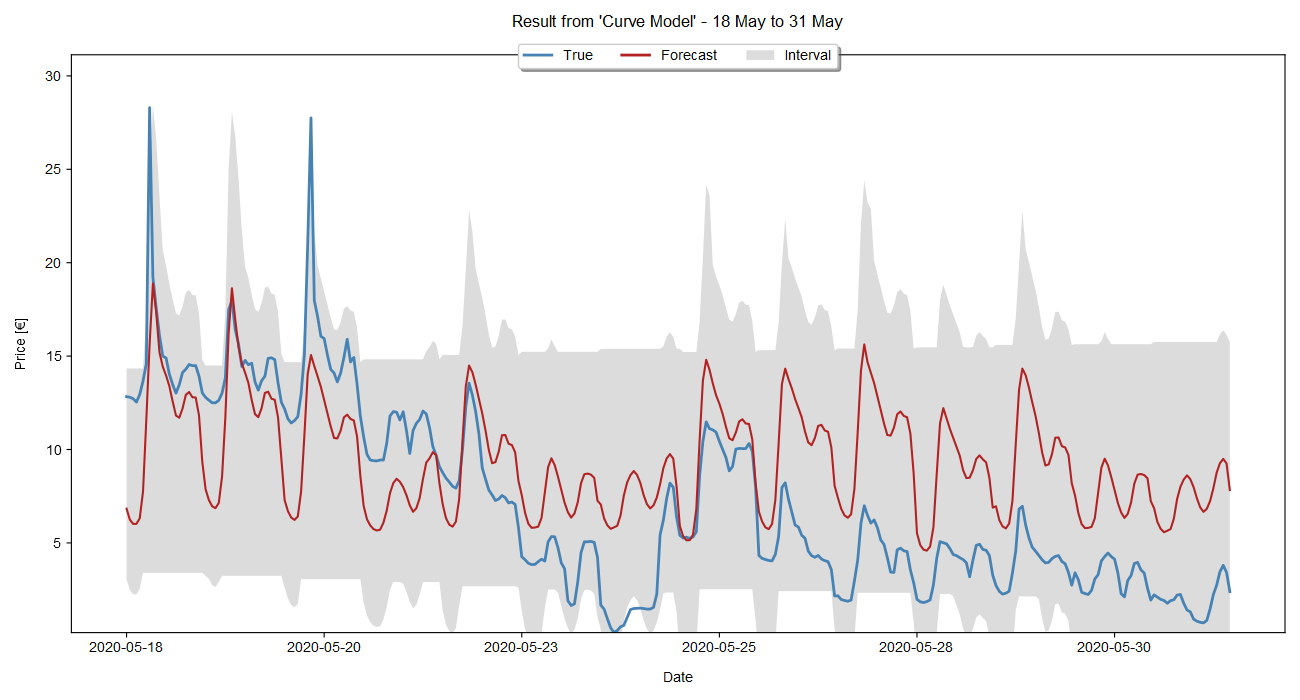 Result from 'Curve Model' - 18 May to 31 May
True Forecast Interval
30
25
20
15
10
5
Price [€]
2020-05-18 2020-05-20 2020-05-23 2020-05-25 2020-05-28 2020-05-30
Date